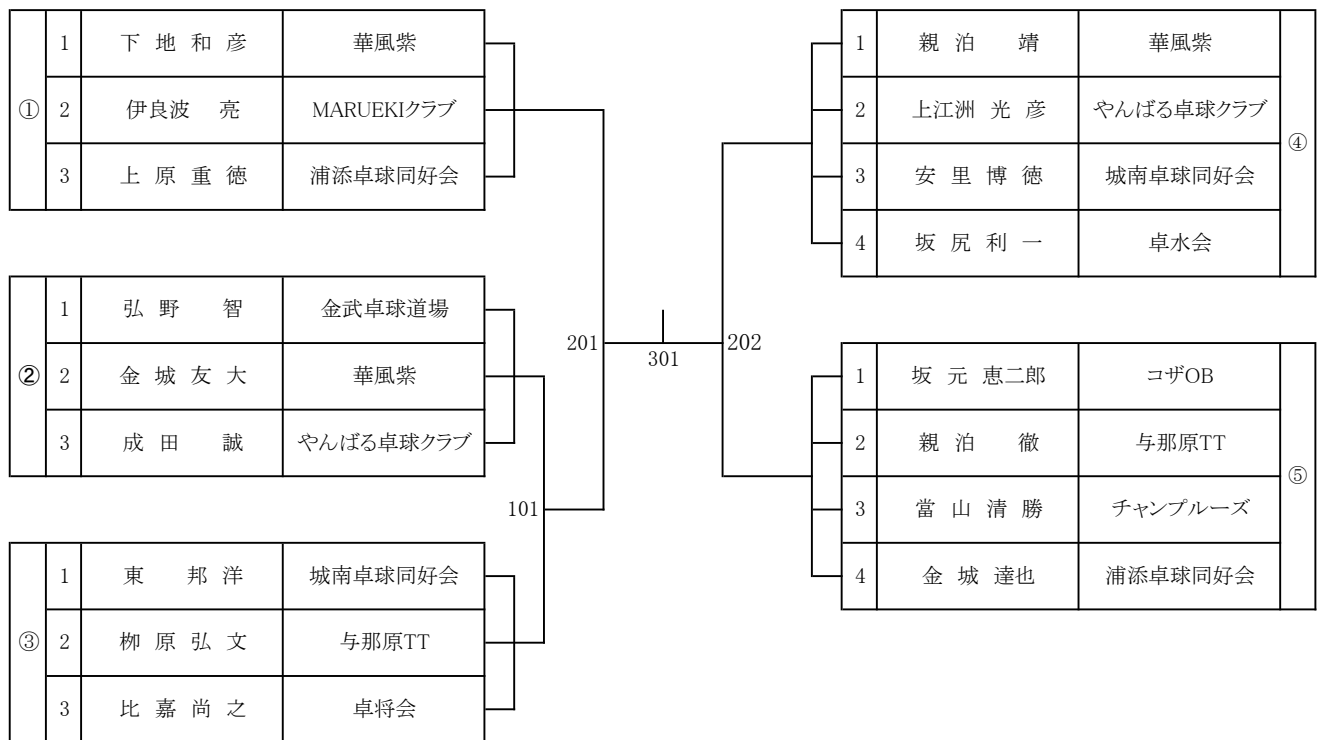 ①
1 下地和彦 華風紫
2 伊良波 亮 MARUEKIクラブ
3 上原重徳 浦添卓球同好会
②
1 弘野 智 金武卓球道場
2 金城友大 華風紫
3 成田 誠 やんばる卓球クラブ
③
1 東 邦洋 城南卓球同好会
2 栁原弘文 与那原TT
3 比嘉尚之 卓将会
101
201
301
202
④
1 親泊 靖 華風紫
2 上江洲 光彦 やんばる卓球クラブ
3 安里博徳 城南卓球同好会
4 坂尻利一 卓水会
⑤
1 坂元 恵二郎 コザOB
2 親泊 徹 与那原TT
3 當山清勝 チャンプルーズ
4 金城 達也 浦添卓球同好会